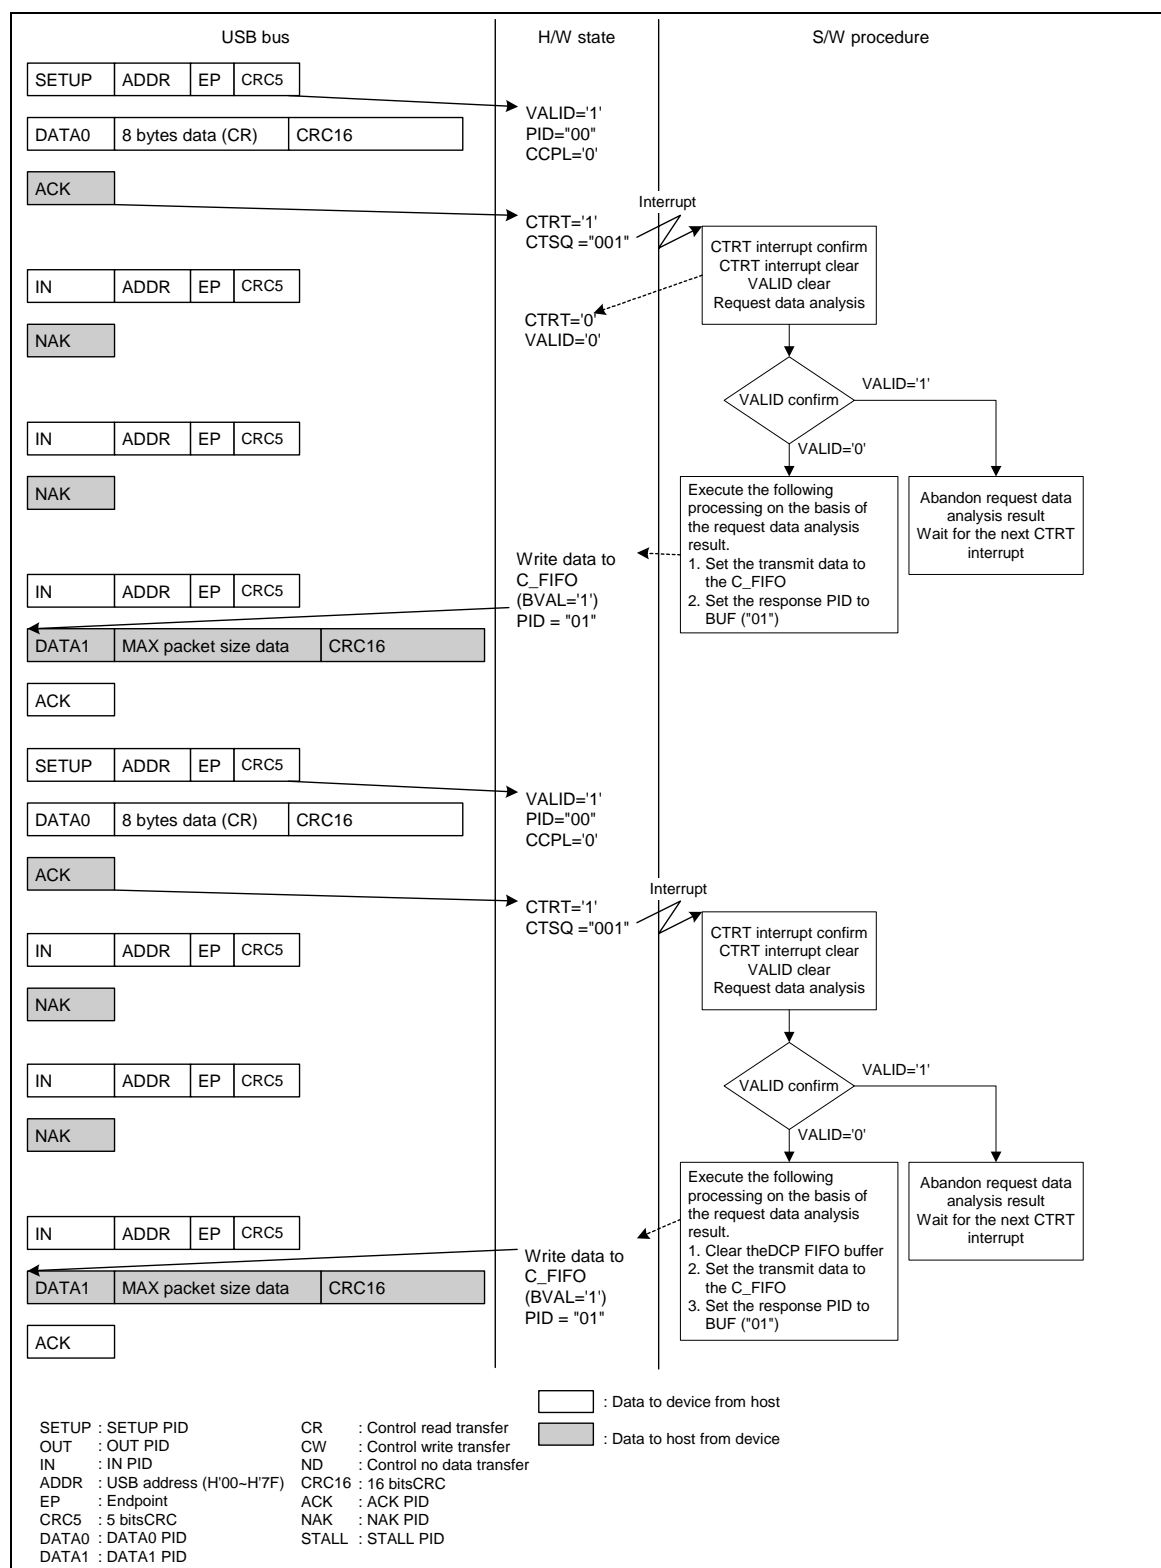 USB bus
H/W state
S/W procedure
SETUP ADDR EP CRC5
VALID='1'
PID="00"
CCPL='0'
DATA0 8 bytes data (CR) CRC16
ACK
Interrupt
CTRT='1'
CTSQ ="001"
CTRT interrupt confirm
CTRT interrupt clear
VALID clear
Request data analysis
IN ADDR EP CRC5
CTRT='0'
VALID='0'
NAK
VALID confirm
VALID='1'
VALID='0'
IN ADDR EP CRC5
NAK
Execute the following
processing on the basis of
the request data analysis
result.
1. Set the transmit data to
the C_FIFO
2. Set the response PID to
BUF ("01")
Abandon request data
analysis result
Wait for the next CTRT
interrupt
Write data to
C_FIFO
(BVAL='1')
PID = "01"
IN ADDR EP CRC5
DATA1 MAX packet size data CRC16
ACK
SETUP ADDR EP CRC5
VALID='1'
PID="00"
CCPL='0'
DATA0 8 bytes data (CR) CRC16
ACK
Interrupt
CTRT='1'
CTSQ ="001"
CTRT interrupt confirm
CTRT interrupt clear
VALID clear
Request data analysis
IN ADDR EP CRC5
NAK
IN ADDR EP CRC5
VALID confirm
VALID='1'
VALID='0'
NAK
Execute the following
processing on the basis of
the request data analysis
result.
1. Clear theDCP FIFO buffer
2. Set the transmit data to
the C_FIFO
3. Set the response PID to
BUF ("01")
Abandon request data
analysis result
Wait for the next CTRT
interrupt
IN ADDR EP CRC5
Write data to
C_FIFO
(BVAL='1')
PID = "01"
DATA1 MAX packet size data CRC16
ACK
: Data to device from host
: Data to host from device
SETUP : SETUP PID
OUT : OUT PID
IN : IN PID
ADDR : USB address (H'00~H'7F)
EP : Endpoint
CRC5 : 5 bitsCRC
DATA0 : DATA0 PID
DATA1 : DATA1 PID
CR : Control read transfer
CW : Control write transfer
ND : Control no data transfer
CRC16 : 16 bitsCRC
ACK : ACK PID
NAK : NAK PID
STALL : STALL PID